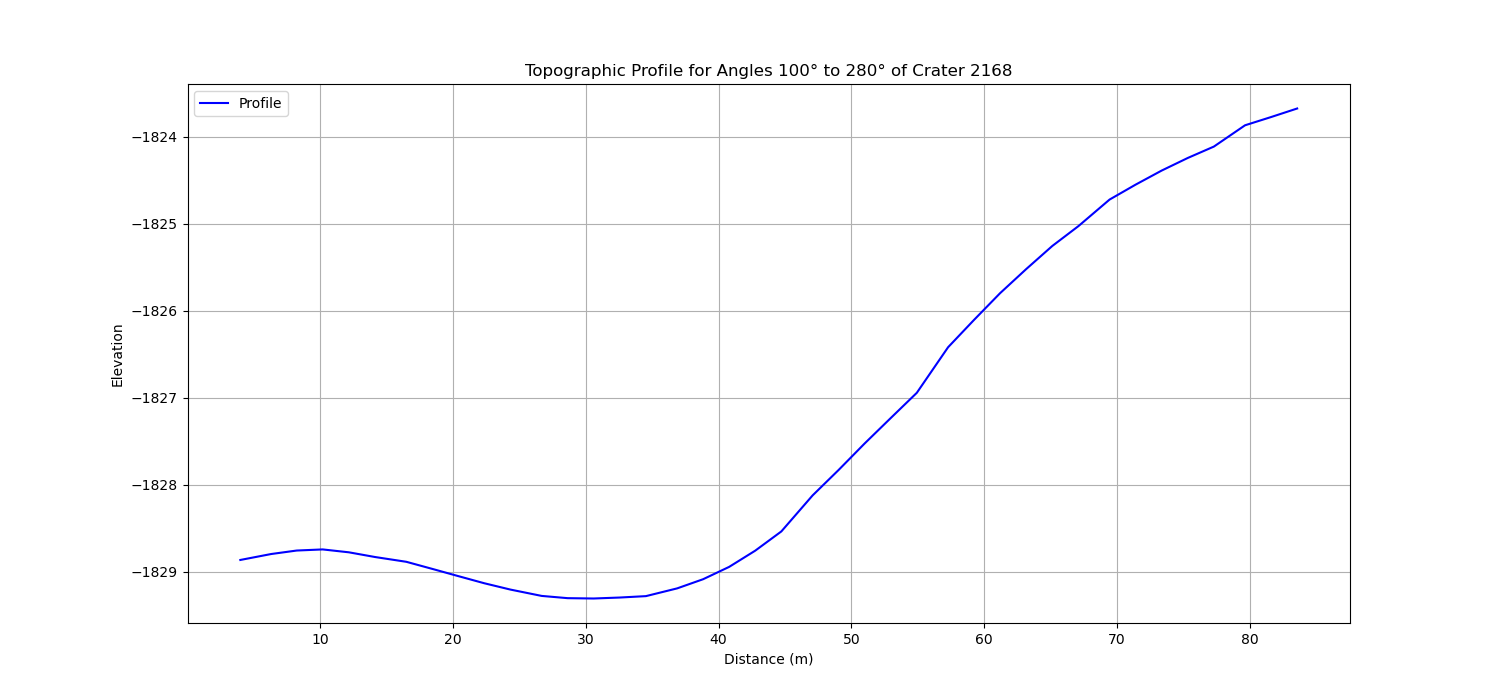 Topographic Profile for Angles 100° to 280° of Crater 2168
Profile
−1824
−1825
−1826
−1827
−1828
−1829
Elevation
10 20 30 40 50 60 70 80
Distance (m)